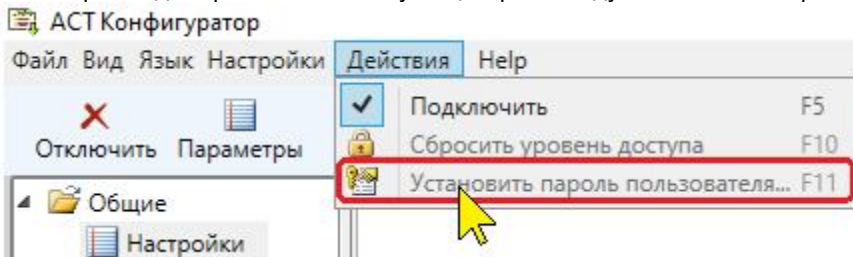 АСТ Конфигуратор
Файл Вид Язык Настройки Действия Help
Подключить F5
Отключить Параметры
Сбросить уровень доступа F10
Установить пароль пользователя... F11
Общие
Настройки